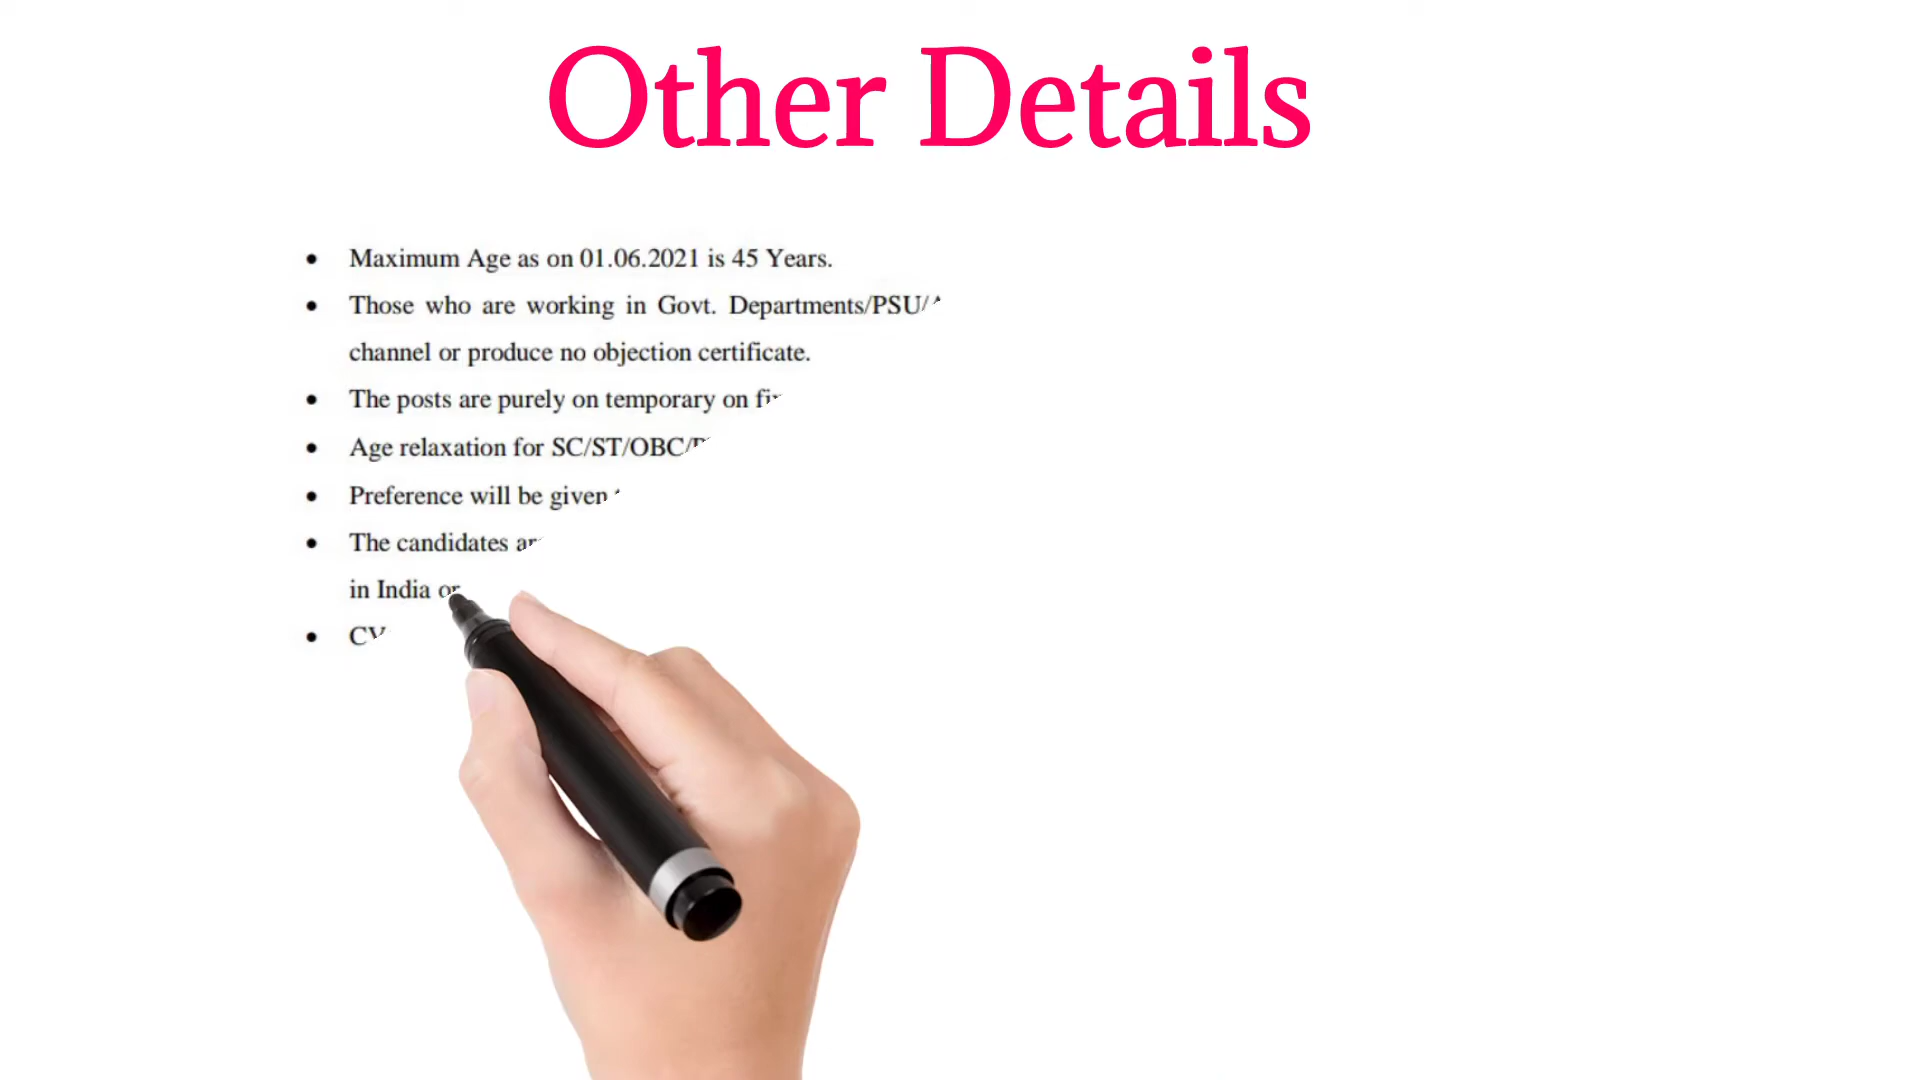 Other Details
• Maximum Age as on 01.06.2021 is 45 Years.
• Those who are working in Govt. Departments/PSU/
channel or produce no objection certificate.
• The posts are purely on temporary on
• Age relaxation for SC/ST/OBC/
• Preference will be given
• The candidates
in India or
• CV